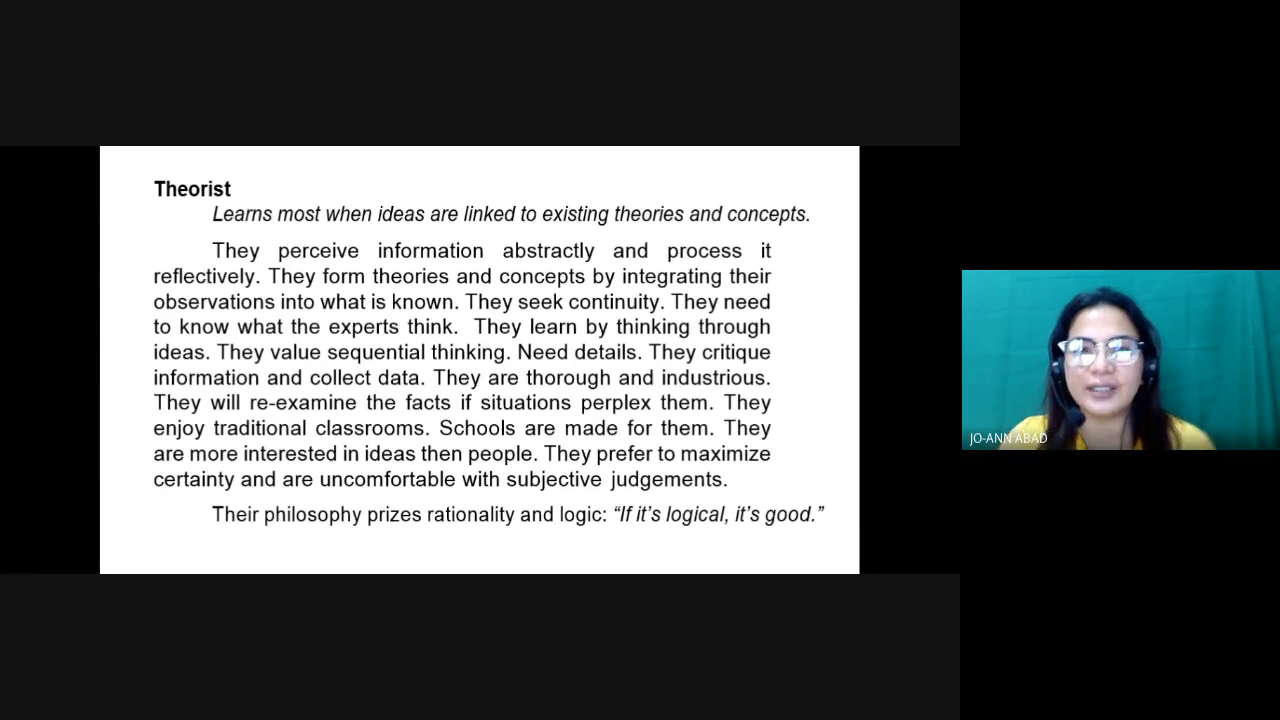 Theorist
Learns most when ideas are linked to existing theories and concepts.
They perceive information abstractly and process it
reflectively. They form theories and concepts by integrating their
observations into what is known. They seek continuity. They need
to know what the experts think. They learn by thinking through
ideas. They value sequential thinking. Need details. They critique
information and collect data. They are thorough and industrious.
They will re-examine the facts if situations perplex them. They
enjoy traditional classrooms. Schools are made for them. They
are more interested in ideas then people. They prefer to maximize
certainty and are uncomfortable with subjective judgements.
Their philosophy prizes rationality and logic: “If it’s logical, it’s good.”
JO-ANN ABAD